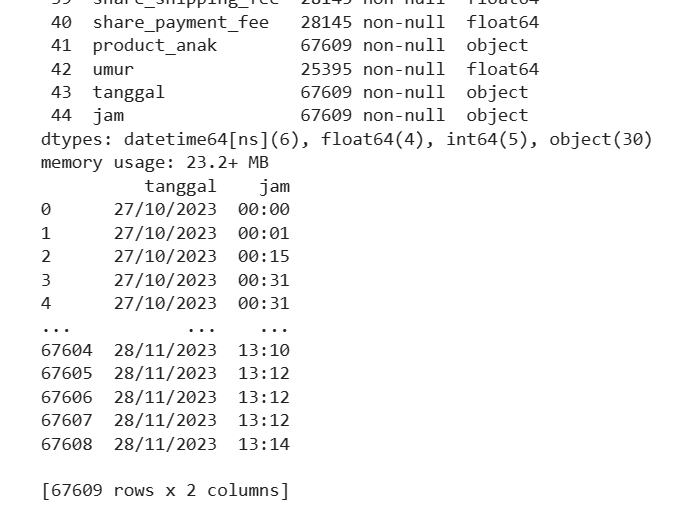 39 share_shipping_fee 28149 non-null float64
40 share_payment_fee 28145 non-null float64
41 product_anak 67609 non-null object
42 umur 25395 non-null float64
43 tanggal 67609 non-null object
44 jam 67609 non-null object
dtypes: datetime64[ns](6), float64(4), int64(5), object(30)
memory usage: 23.2+ MB
tanggal jam
0 27/10/2023 00:00
1 27/10/2023 00:01
2 27/10/2023 00:15
3 27/10/2023 00:31
4 27/10/2023 00:31
... ... ...
67604 28/11/2023 13:10
67605 28/11/2023 13:12
67606 28/11/2023 13:12
67607 28/11/2023 13:12
67608 28/11/2023 13:14
[67609 rows x 2 columns]